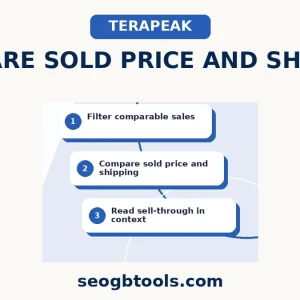 TERAPEAK
ARE SOLD PRICE AND SH
1 Filter comparable sales
2 Compare sold price and
shipping
3 Read sell-through in
context
seogbtools.com